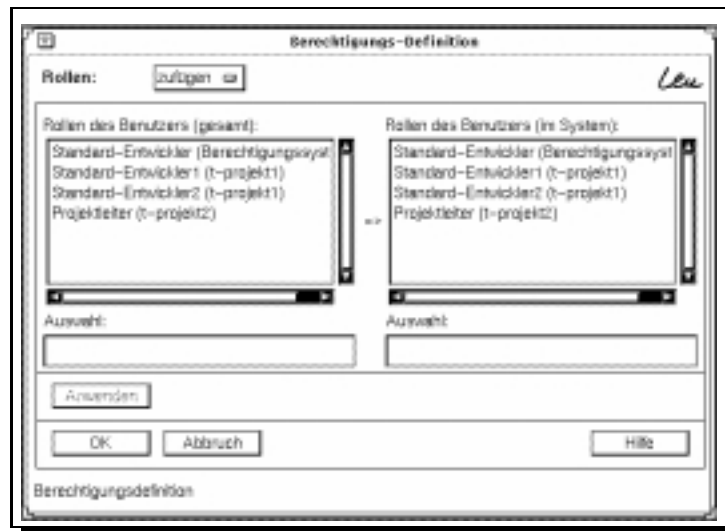 Berechtigungs-Definition
Rollen: zufügen
Leu
Rollen des Benutzers (gesamt): Rollen des Benutzers (im System):
Standard-Entwickler (Berechtigungssyst Standard-Entwickler (Berechtigungssyst
Standard-Entwickler1 (t-projekt1) Standard-Entwickler1 (t-projekt1)
Standard-Entwickler2 (t-projekt1) Standard-Entwickler2 (t-projekt1)
Projektleiter (t-projekt2) Projektleiter (t-projekt2)
=>
Auswahl: Auswahl:
Anwenden
OK Abbruch Hilfe
Berechtigungsdefinition